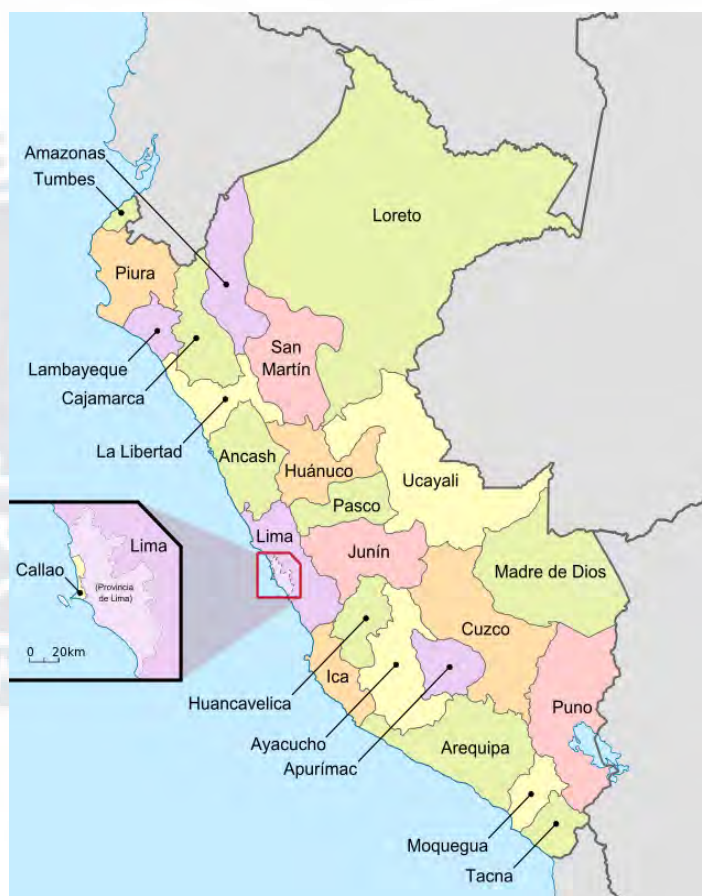 Amazonas
Tumbes
Loreto
Piura
San
Martín
Lambayeque
Cajamarca
La Libertad
Ancash
Huánuco
Ucayali
Pasco
Lima
Lima
Junín
Callao
(Provincia
de Lima)
Madre de Dios
Cuzco
0 20km
Ica
Huancavelica
Puno
Ayacucho
Arequipa
Apurímac
Moquegua
Tacna